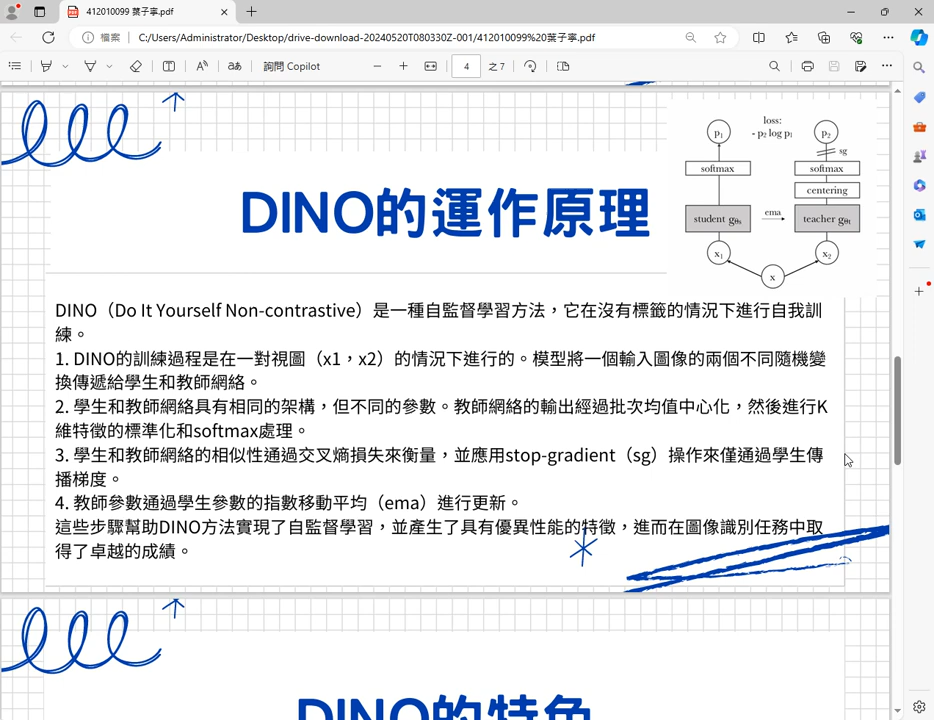 412010099 葉子寧.pdf
檔案
C:/Users/Administrator/Desktop/drive-download-20240520T080330Z-001/412010099%20葉子寧.pdf
詢問 Copilot
4 之7
loss:
- p₂ log p₁
p₁
p₂
sg
softmax
softmax
centering
student gθs
ema
teacher gθt
x₁
x₂
x
DINO的運作原理
DINO（Do It Yourself Non-contrastive）是一種自監督學習方法，它在沒有標籤的情況下進行自我訓
練。
1. DINO的訓練過程是在一對視圖（x1，x2）的情況下進行的。模型將一個輸入圖像的兩個不同隨機變
換傳遞給學生和教師網絡。
2. 學生和教師網絡具有相同的架構，但不同的參數。教師網絡的輸出經過批次均值中心化，然後進行K
維特徵的標準化和softmax處理。
3. 學生和教師網絡的相似性通過交叉熵損失來衡量，並應用stop-gradient（sg）操作來僅通過學生傳
播梯度。
4. 教師參數通過學生參數的指數移動平均（ema）進行更新。
這些步驟幫助DINO方法實現了自監督學習，並產生了具有優異性能的特徵，進而在圖像識別任務中取
得了卓越的成績。
DINO的特色